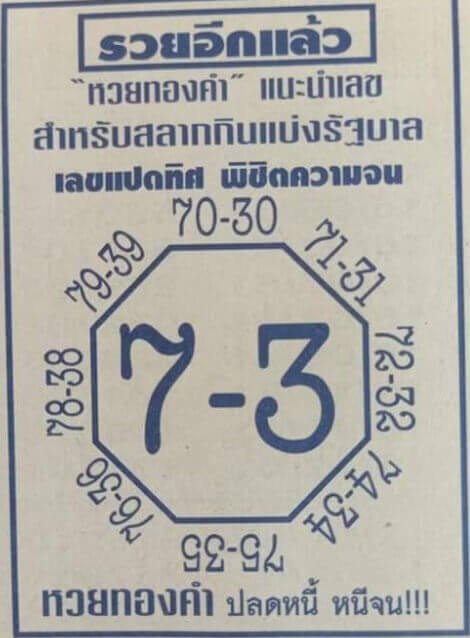 รวยอีกแล้ว
"หวยทองคำ" แนะนำเลข
สำหรับสลากกินแบ่งรัฐบาล
เลขแปดทิศ พิชิตความจน
70-30
79-39
71-31
78-38
7-3
72-32
76-36
74-34
75-35
หวยทองคำ ปลดหนี้ หนีจน!!!